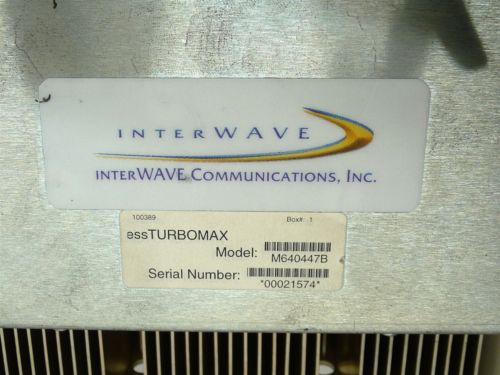 INTERWAVE
INTERWAVE COMMUNICATIONS, INC.
100389 Box#: 1
essTURBOMAX
Model:
M640447B
Serial Number:
*00021574*